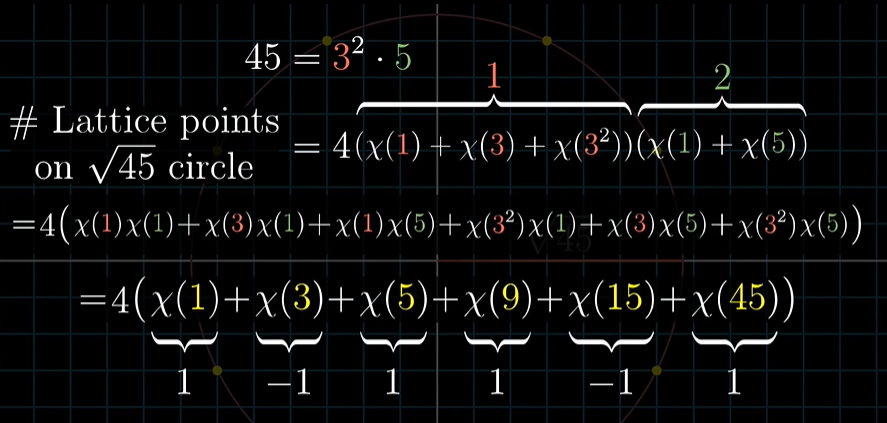 45 = 3² · 5
1
2
# Lattice points
on √45 circle
= 4(χ(1) + χ(3) + χ(3²))(χ(1) + χ(5))
=4(χ(1)χ(1)+χ(3)χ(1)+χ(1)χ(5)+χ(3²)χ(1)+χ(3)χ(5)+χ(3²)χ(5))
√45
=4(χ(1)+χ(3)+χ(5)+χ(9)+χ(15)+χ(45))
1 −1 1 1 −1 1